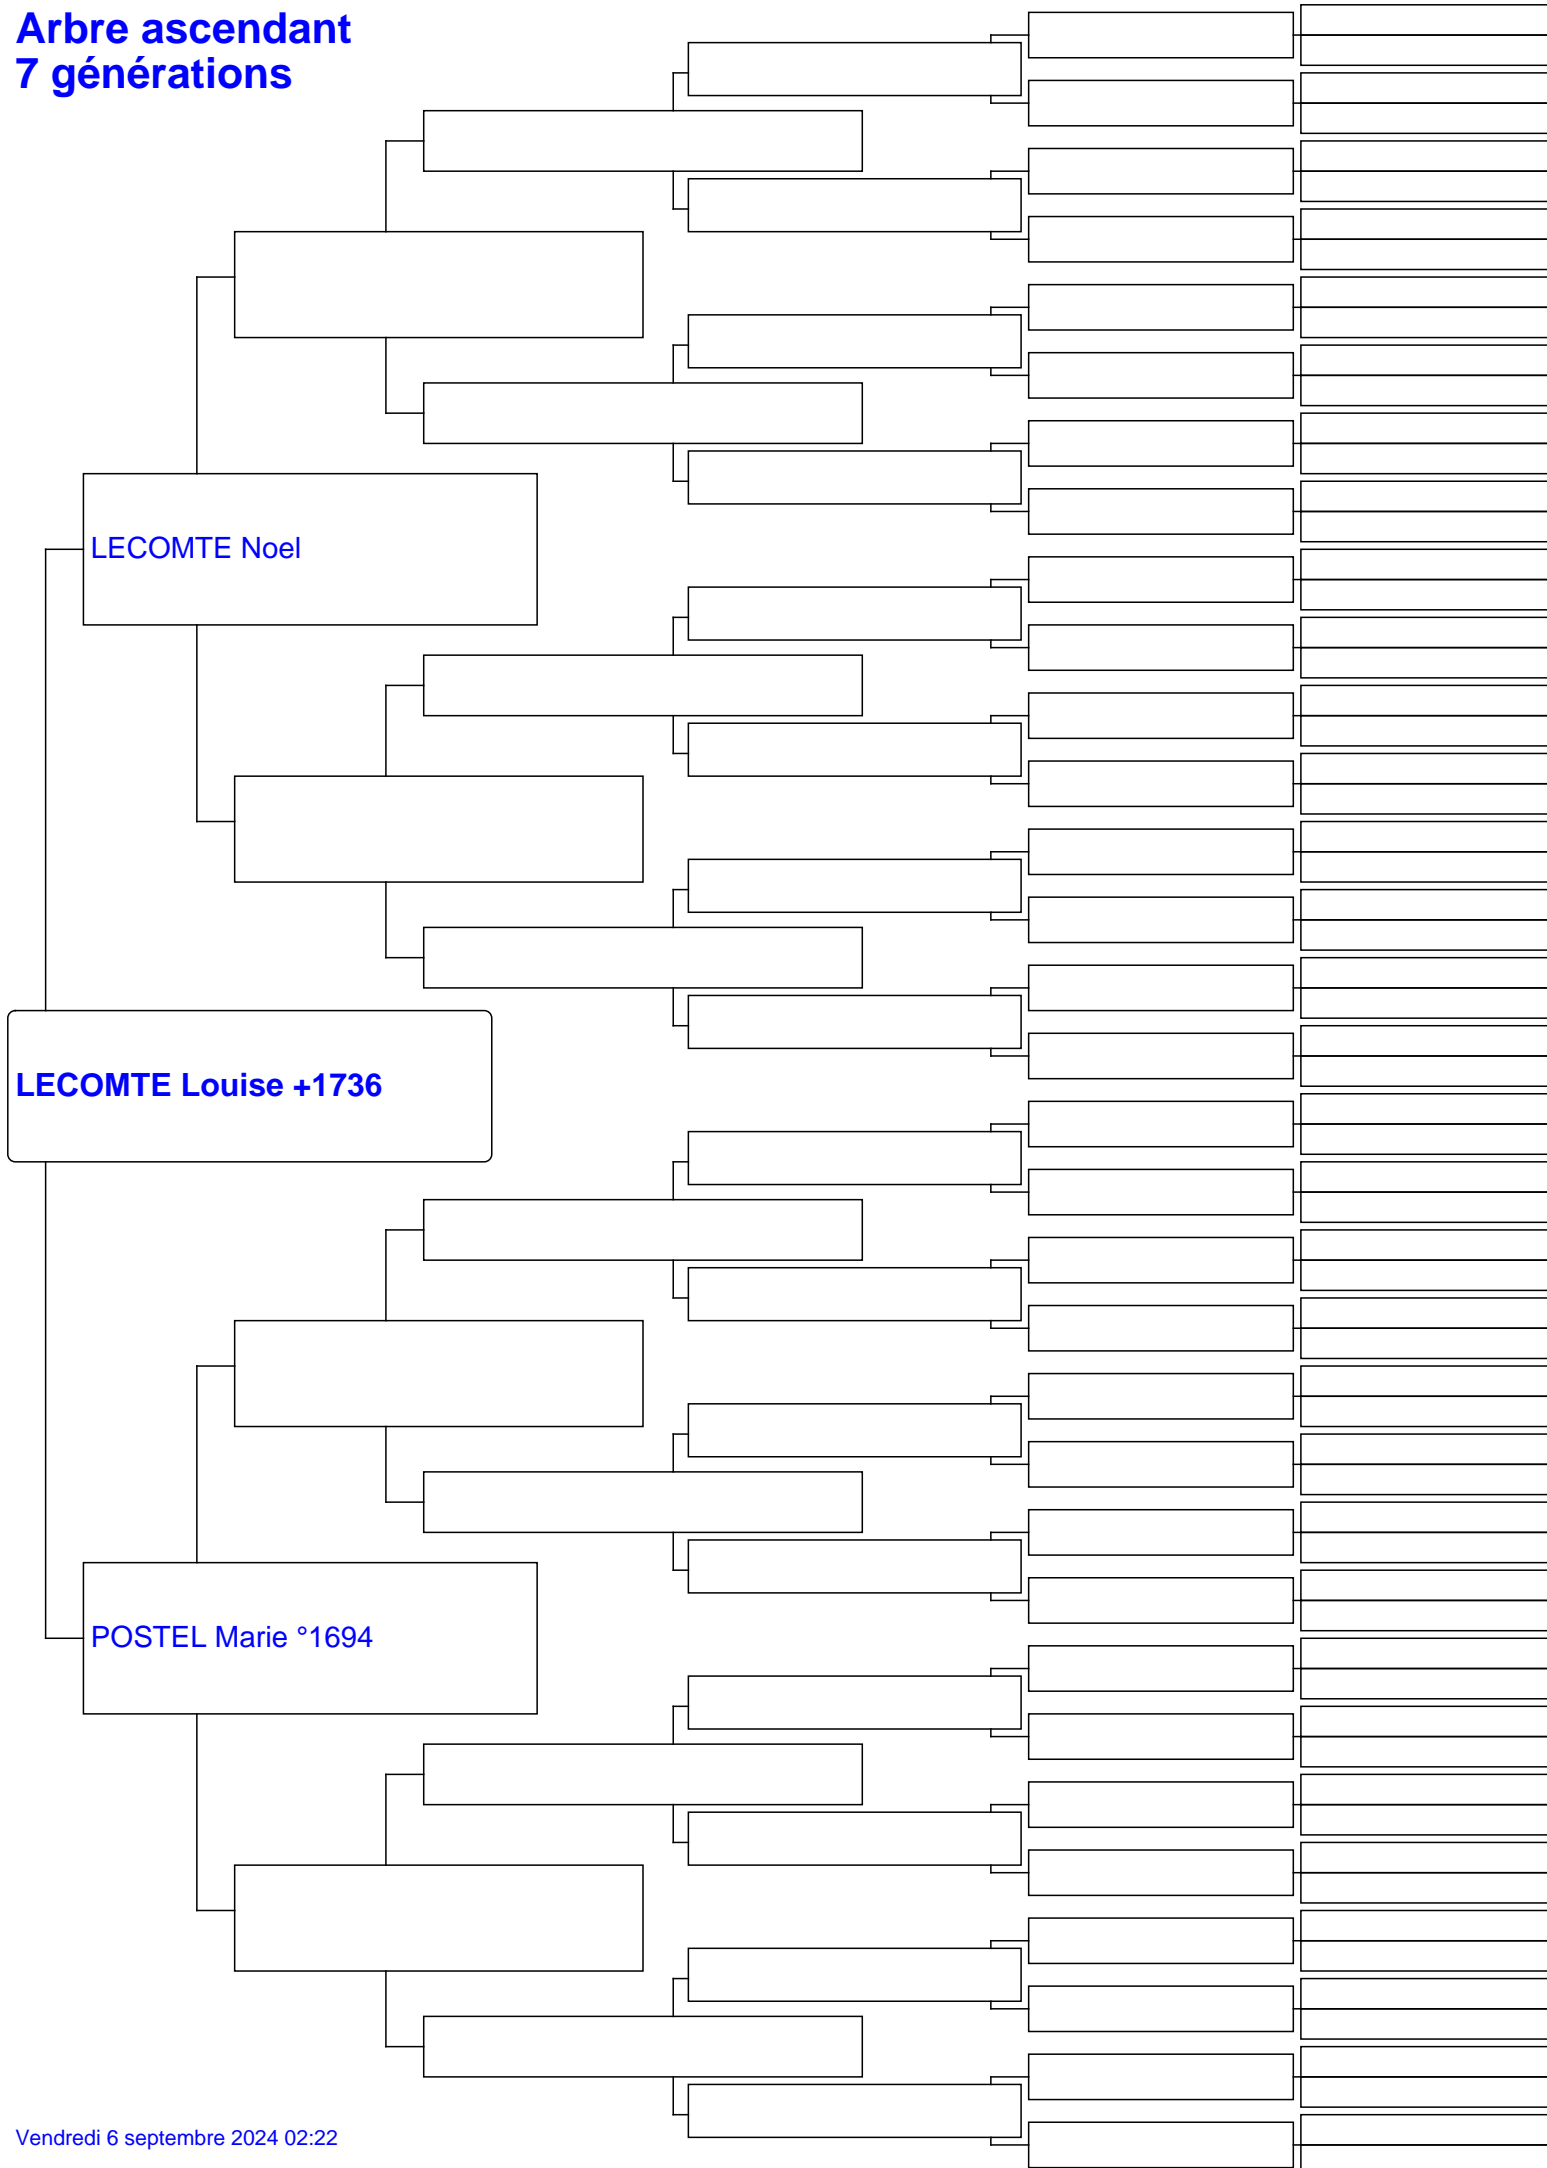 Arbre ascendant
7 générations
LECOMTE Noel
LECOMTE Louise +1736
POSTEL Marie °1694
Vendredi 6 septembre 2024 02:22